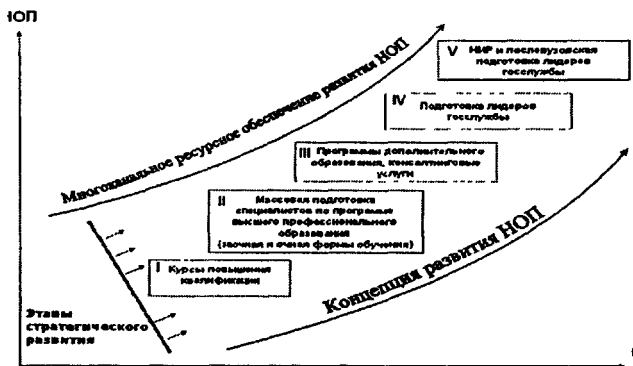 НОП
Многоканальное ресурсное обеспечение развития НОП
V НИР и послевузовская
подготовка лидеров
госслужбы
IV Подготовка лидеров
госслужбы
III Программы дополнительного
образования, консалтинговые
услуги
II Массовая подготовка
специалистов по программе
высшего профессионального
образования
(заочная и очная формы обучения)
I Курсы повышения
квалификации
Концепция развития НОП
Этапы
стратегического
развития
t